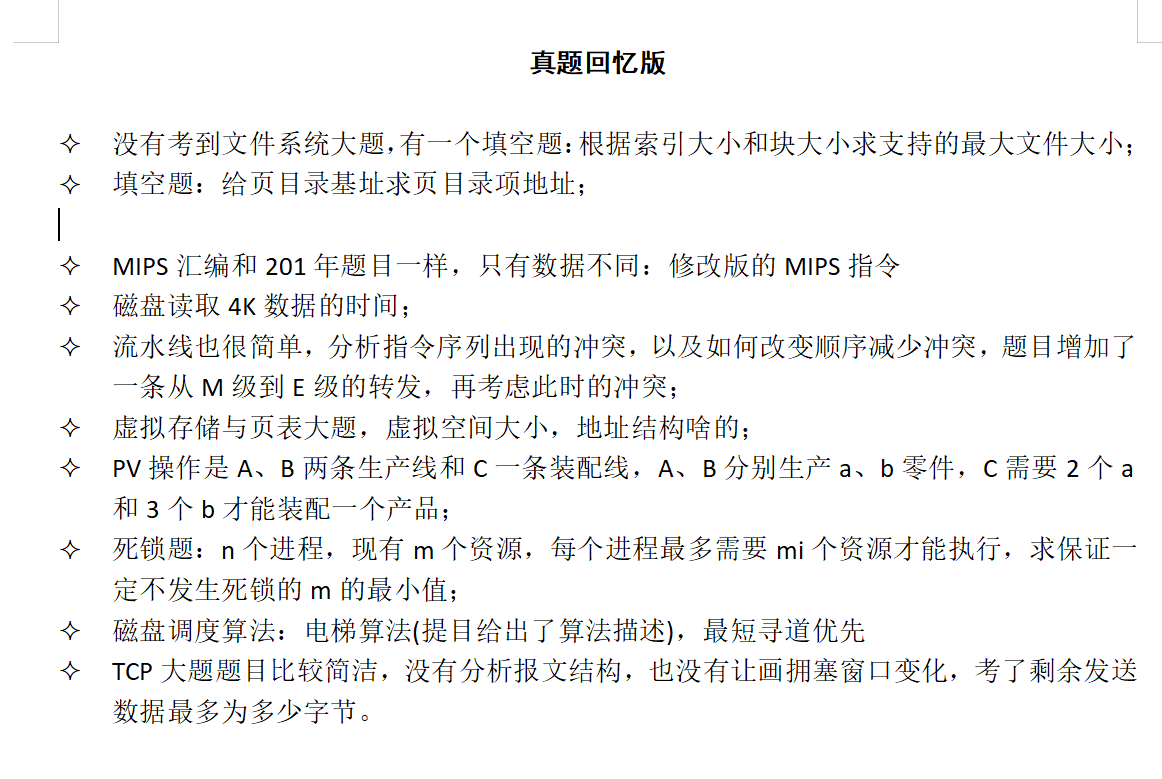 真题回忆版
✧ 没有考到文件系统大题，有一个填空题：根据索引大小和块大小求支持的最大文件大小；
✧ 填空题：给页目录基址求页目录项地址；
✧ MIPS 汇编和 201 年题目一样，只有数据不同：修改版的 MIPS 指令
✧ 磁盘读取 4K 数据的时间；
✧ 流水线也很简单，分析指令序列出现的冲突，以及如何改变顺序减少冲突，题目增加了
一条从 M 级到 E 级的转发，再考虑此时的冲突；
✧ 虚拟存储与页表大题，虚拟空间大小，地址结构啥的；
✧ PV 操作是 A、B 两条生产线和 C 一条装配线，A、B 分别生产 a、b 零件，C 需要 2 个 a
和 3 个 b 才能装配一个产品；
✧ 死锁题：n 个进程，现有 m 个资源，每个进程最多需要 mi 个资源才能执行，求保证一
定不发生死锁的 m 的最小值；
✧ 磁盘调度算法：电梯算法(提目给出了算法描述)，最短寻道优先
✧ TCP 大题题目比较简洁，没有分析报文结构，也没有让画拥塞窗口变化，考了剩余发送
数据最多为多少字节。